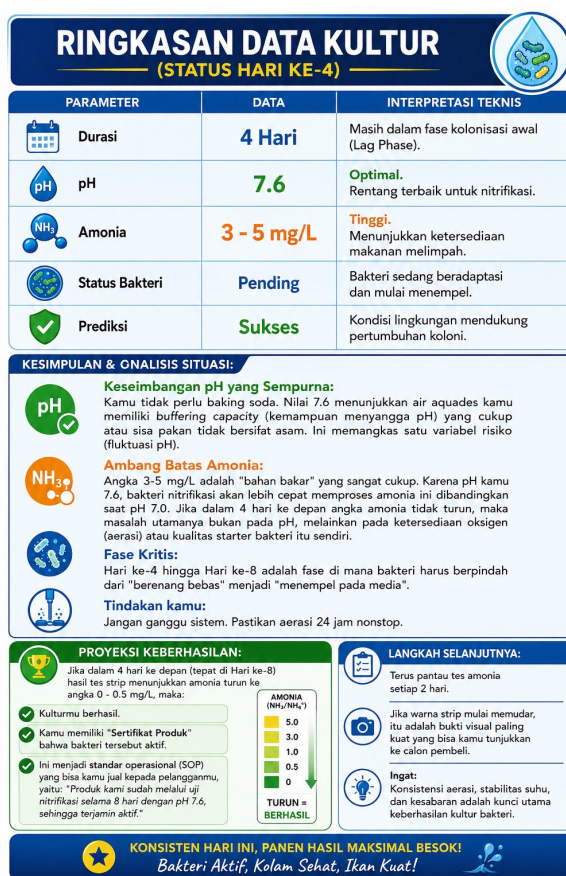 RINGKASAN DATA KULTUR
(STATUS HARI KE-4)
PARAMETER DATA INTERPRETASI TEKNIS
Durasi
4 Hari
Masih dalam fase kolonisasi awal
(Lag Phase).
pH
pH
7.6
Optimal.
Rentang terbaik untuk nitrifikasi.
NH₃
Amonia
3 - 5 mg/L
Tinggi.
Menunjukkan ketersediaan
makanan melimpah.
Status Bakteri
Pending
Bakteri sedang beradaptasi
dan mulai menempel.
Prediksi
Sukses
Kondisi lingkungan mendukung
pertumbuhan koloni.
KESIMPULAN & ONALISIS SITUASI:
pH
Keseimbangan pH yang Sempurna:
Kamu tidak perlu baking soda. Nilai 7.6 menunjukkan air aquades kamu
memiliki buffering capacity (kemampuan menyangga pH) yang cukup
atau sisa pakan tidak bersifat asam. Ini memangkas satu variabel risiko
(fluktuasi pH).
NH₃
Ambang Batas Amonia:
Angka 3-5 mg/L adalah "bahan bakar" yang sangat cukup. Karena pH kamu
7.6, bakteri nitrifikasi akan lebih cepat memproses amonia ini dibandingkan
saat pH 7.0. Jika dalam 4 hari ke depan angka amonia tidak turun, maka
masalah utamanya bukan pada pH, melainkan pada ketersediaan oksigen
(aerasi) atau kualitas starter bakteri itu sendiri.
Fase Kritis:
Hari ke-4 hingga Hari ke-8 adalah fase di mana bakteri harus berpindah
dari "berenang bebas" menjadi "menempel pada media".
Tindakan kamu:
Jangan ganggu sistem. Pastikan aerasi 24 jam nonstop.
PROYEKSI KEBERHASILAN:
Jika dalam 4 hari ke depan (tepat di Hari ke-8)
hasil tes strip menunjukkan amonia turun ke
angka 0 - 0.5 mg/L, maka:
Kulturmu berhasil.
Kamu memiliki "Sertifikat Produk"
bahwa bakteri tersebut aktif.
Ini menjadi standar operasional (SOP)
yang bisa kamu jual kepada pelangganmu,
yaitu: "Produk kami sudah melalui uji
nitrifikasi selama 8 hari dengan pH 7.6,
sehingga terjamin aktif."
AMONIA
(NH₃/NH₄⁺)
5.0
3.0
1.0
0.5
0
TURUN =
BERHASIL
LANGKAH SELANJUTNYA:
Terus pantau tes amonia
setiap 2 hari.
Jika warna strip mulai memudar,
itu adalah bukti visual paling
kuat yang bisa kamu tunjukkan
ke calon pembeli.
Ingat:
Konsistensi aerasi, stabilitas suhu,
dan kesabaran adalah kunci utama
keberhasilan kultur bakteri.
KONSISTEN HARI INI, PANEN HASIL MAKSIMAL BESOK!
Bakteri Aktif, Kolam Sehat, Ikan Kuat!